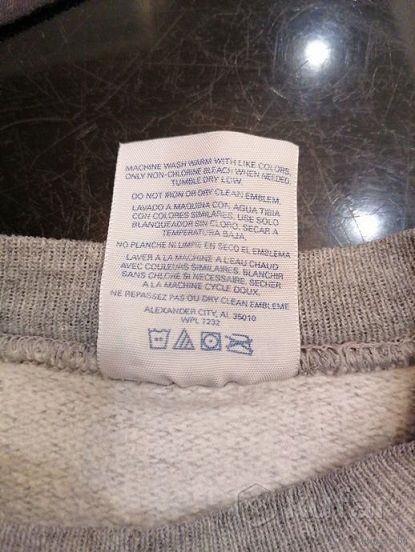 MACHINE WASH WARM WITH LIKE COLORS,
ONLY NON-CHLORINE BLEACH WHEN NEEDED,
TUMBLE DRY LOW.
DO NOT IRON OR DRY CLEAN EMBLEM.
LAVADO A MAQUINA CON, AGUA TIBIA
CON COLORES SIMILARES, USE SOLO
BLANQUEADOR SIN CLORO, SECAR A
TEMPERATURA BAJA,
NO PLANCHE NI LIMPIE EN SECO EL EMBLEMA
LAVER A LA MACHINE A L'EAU CHAUD
AVEC COULEURS SIMILAIRES, BLANCHIR
SANS CHLORE SI NECESSAIRE, SECHER
A LA MACHINE CYCLE DOUX.
NE REPASSEZ PAS OU DRY CLEAN EMBLEME
ALEXANDER CITY, AL 35010
WPL 7232
kufar